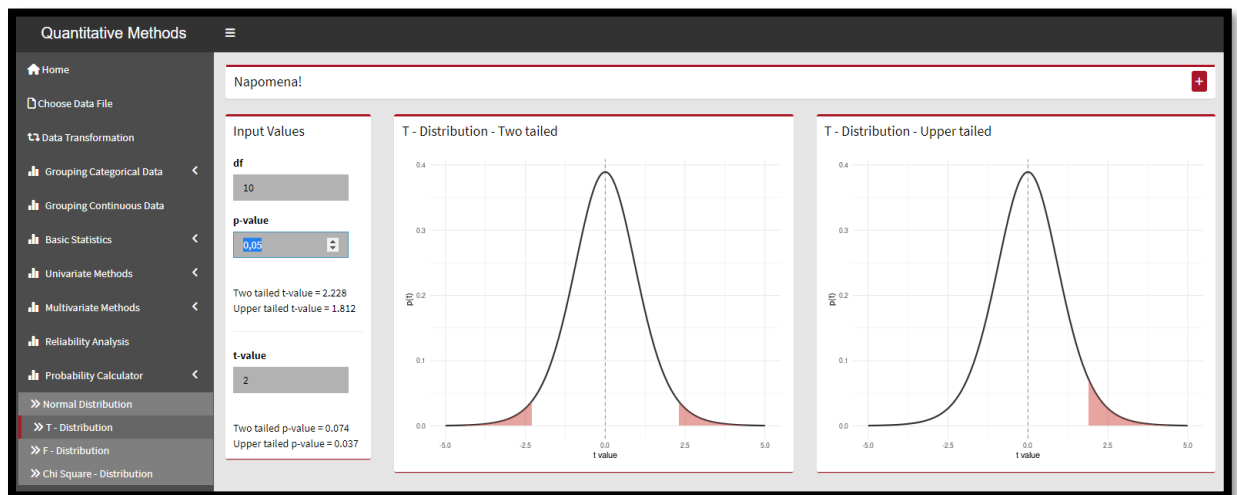 Quantitative Methods
Home
Choose Data File
Data Transformation
Grouping Categorical Data
Grouping Continuous Data
Basic Statistics
Univariate Methods
Multivariate Methods
Reliability Analysis
Probability Calculator
Normal Distribution
T - Distribution
F - Distribution
Chi Square - Distribution
Napomena!
+
Input Values
df
10
p-value
0,05
Two tailed t-value = 2.228
Upper tailed t-value = 1.812
t-value
2
Two tailed p-value = 0.074
Upper tailed p-value = 0.037
T - Distribution - Two tailed
p(t)
0.4
0.3
0.2
0.1
0.0
-5.0 -2.5 0.0 2.5 5.0
t value
T - Distribution - Upper tailed
p(t)
0.4
0.3
0.2
0.1
0.0
-5.0 -2.5 0.0 2.5 5.0
t value